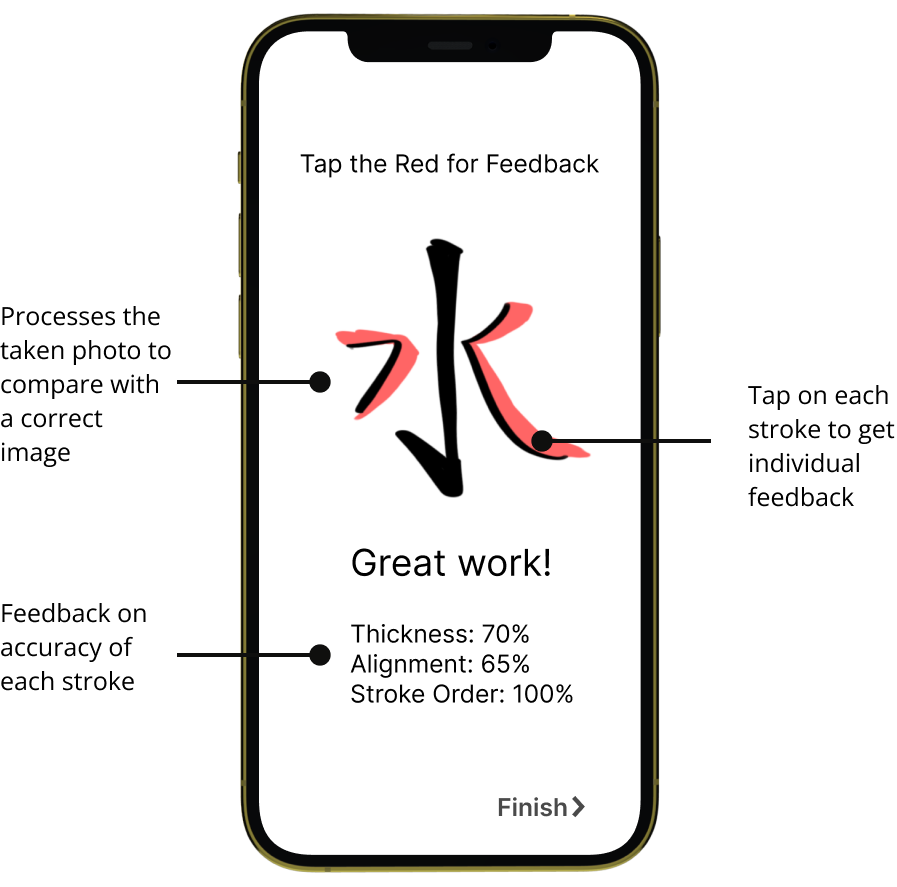 Tap the Red for Feedback
水
Processes the
taken photo to
compare with
a correct
image
Tap on each
stroke to get
individual
feedback
Great work!
Feedback on
accuracy of
each stroke
Thickness: 70%
Alignment: 65%
Stroke Order: 100%
Finish